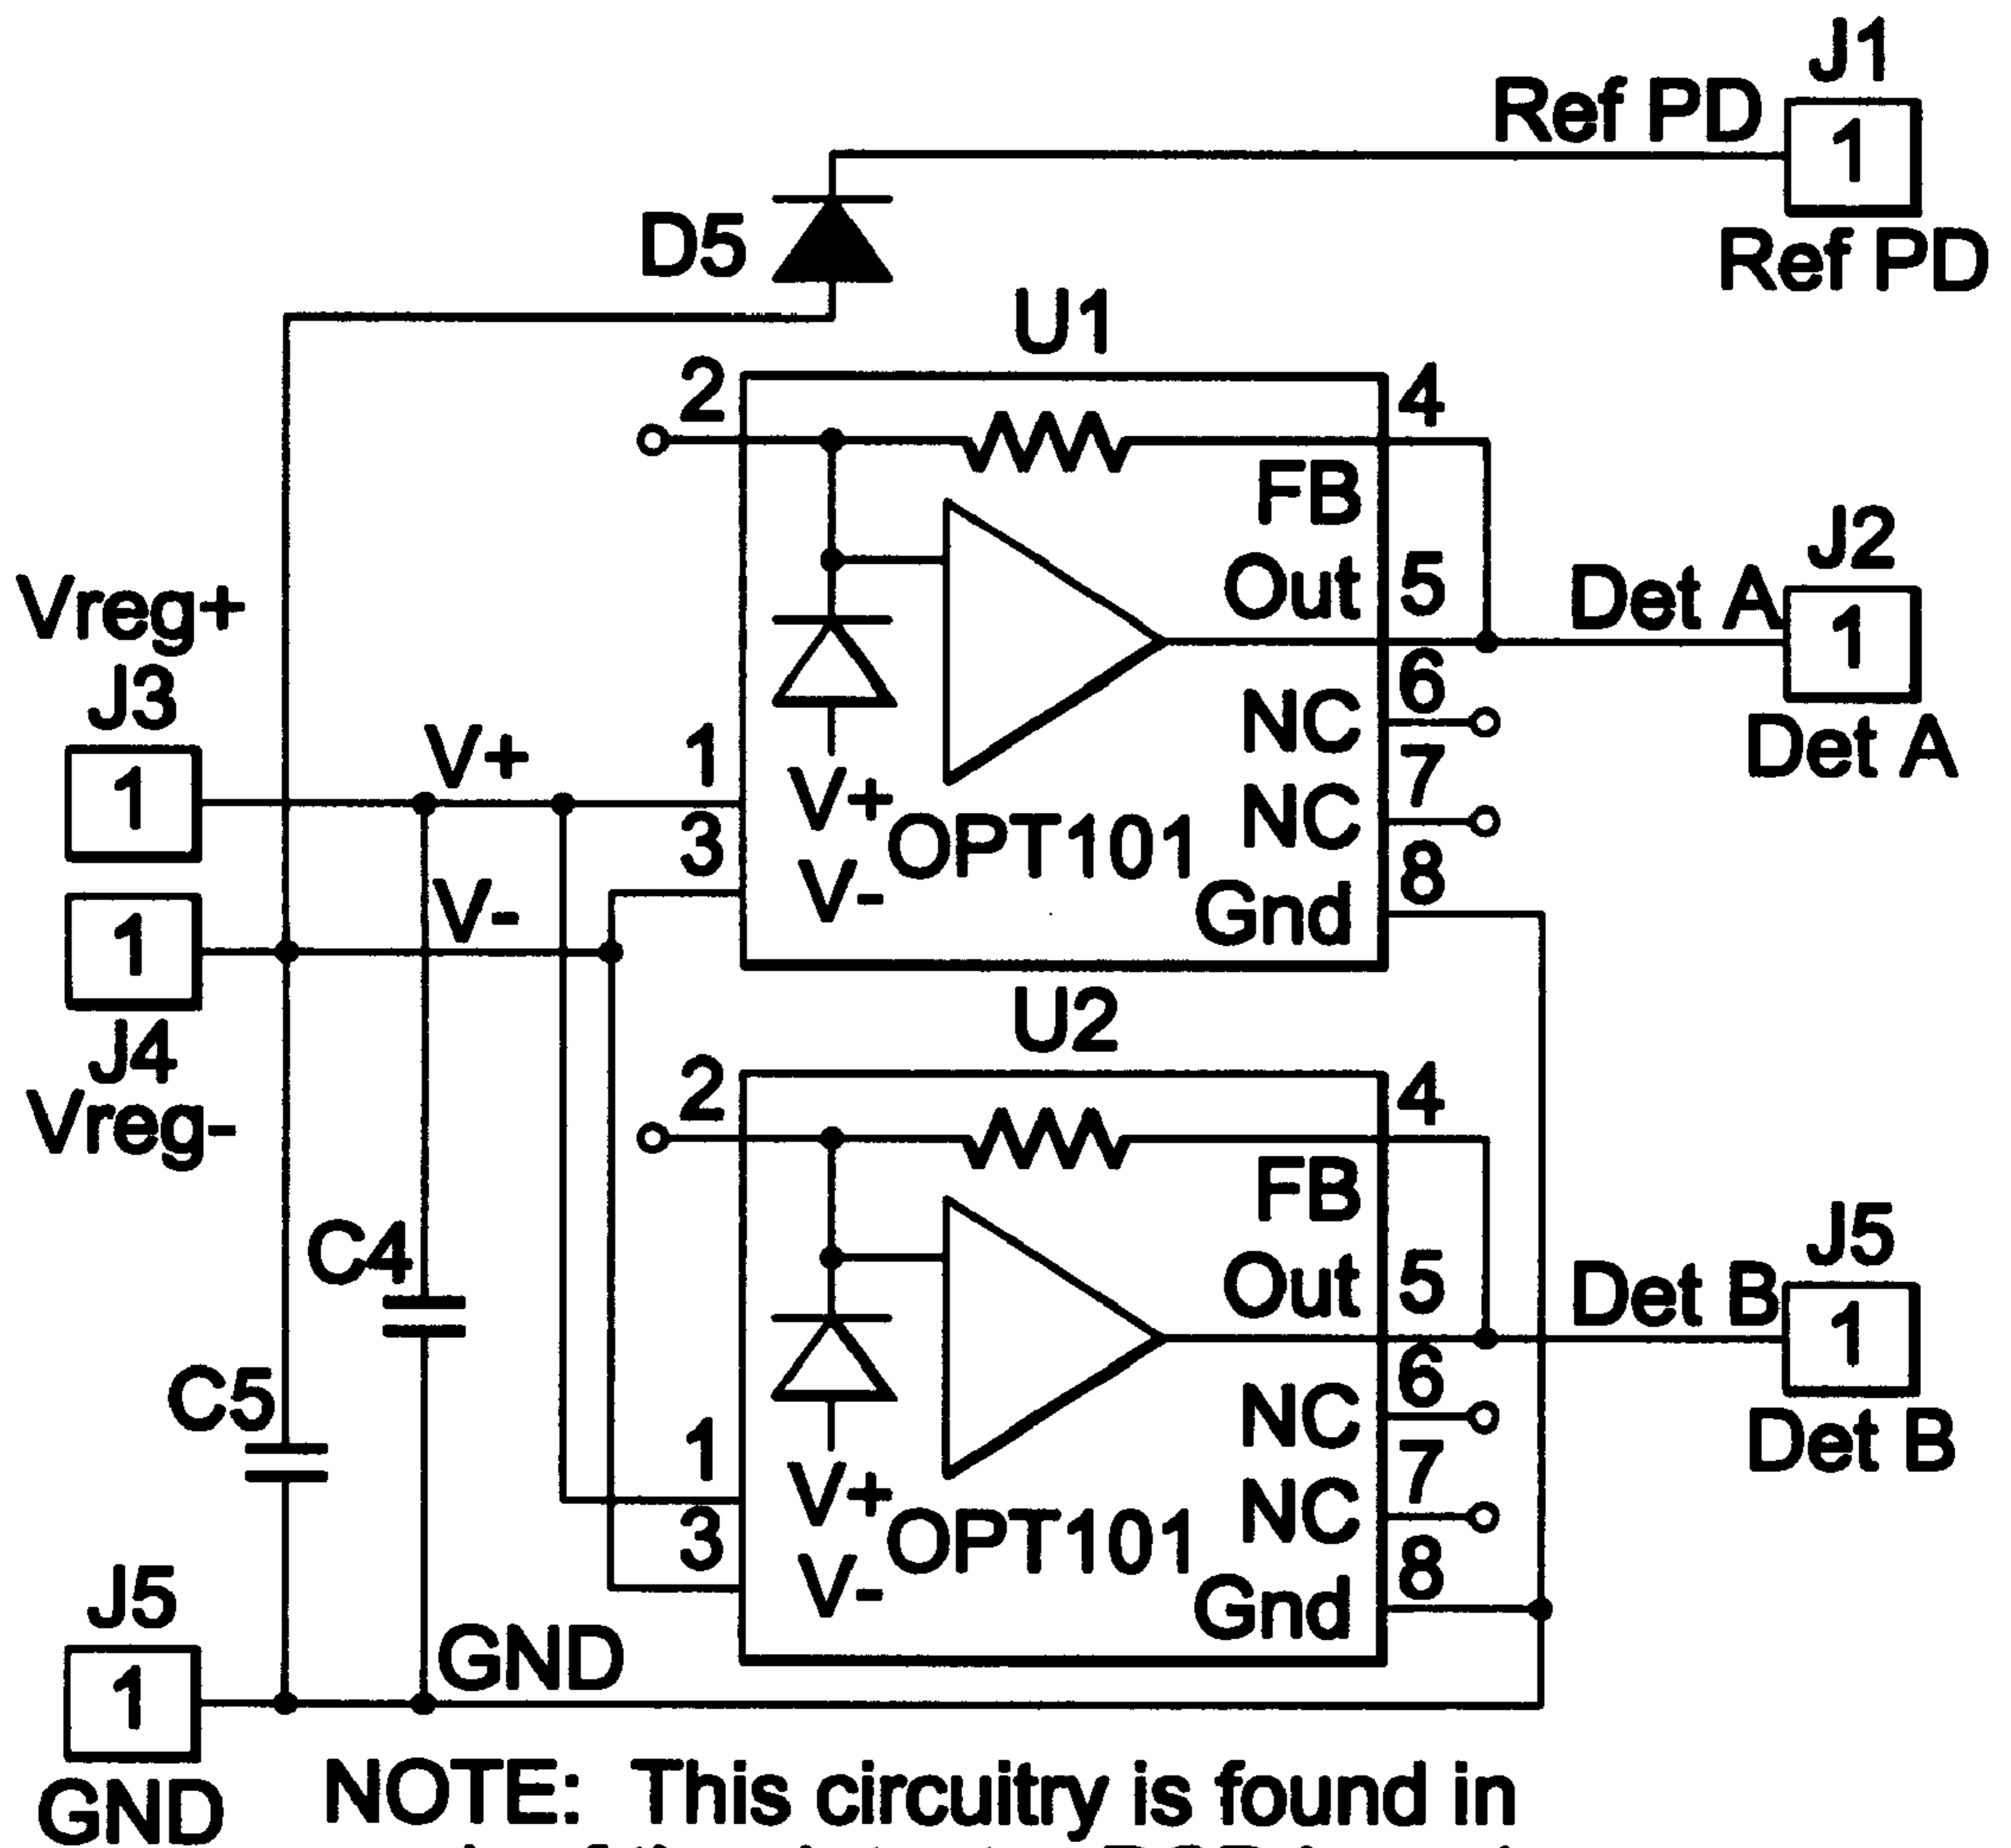 J1
Ref PD
1
Ref PD
D5
U1
2
4
FB
Out
5
Det A
J2
1
Det A
6
NC
7
NC
8
Gnd
Vreg+
J3
1
V+
1
3
V+
OPT101
V-
V-
1
J4
Vreg-
U2
2
4
FB
Out
5
Det B
J5
1
Det B
6
NC
7
NC
8
Gnd
C4
C5
1
3
V+
OPT101
V-
J5
1
GND
GND
NOTE: This circuitry is found in